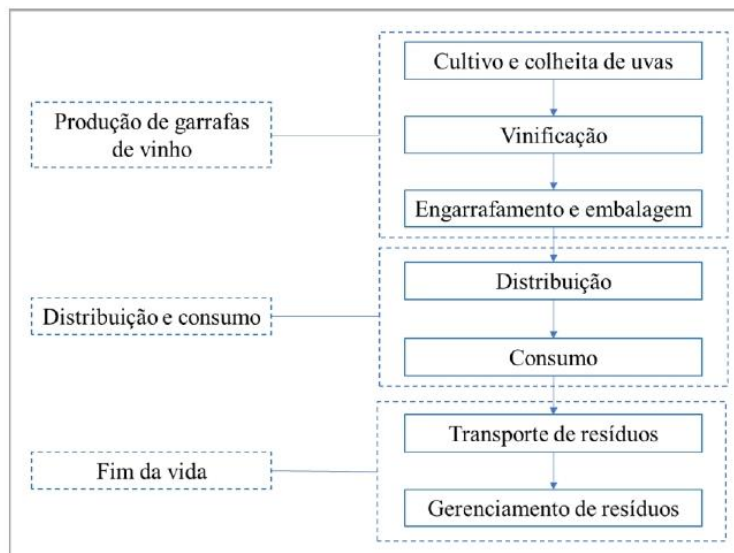 Cultivo e colheita de uvas
Produção de garrafas
de vinho
Vinificação
Engarrafamento e embalagem
Distribuição
Distribuição e consumo
Consumo
Transporte de resíduos
Fim da vida
Gerenciamento de resíduos